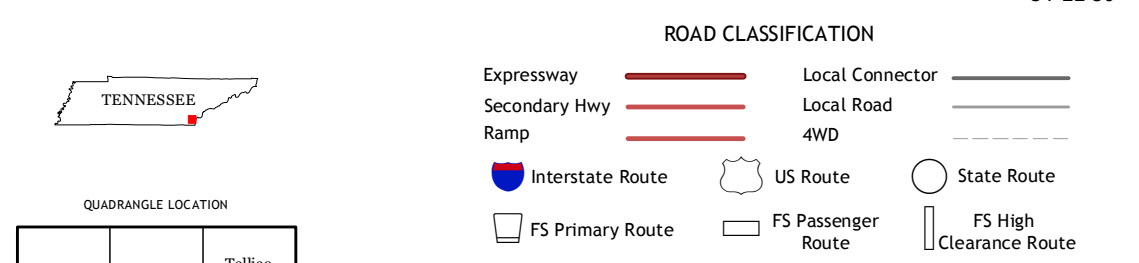 ROAD CLASSIFICATION
TENNESSEE
Expressway
Local Connector
Secondary Hwy
Local Road
Ramp
4WD
Interstate Route
US Route
State Route
QUADRANGLE LOCATION
FS Primary Route
FS Passenger
Route
FS High
Clearance Route